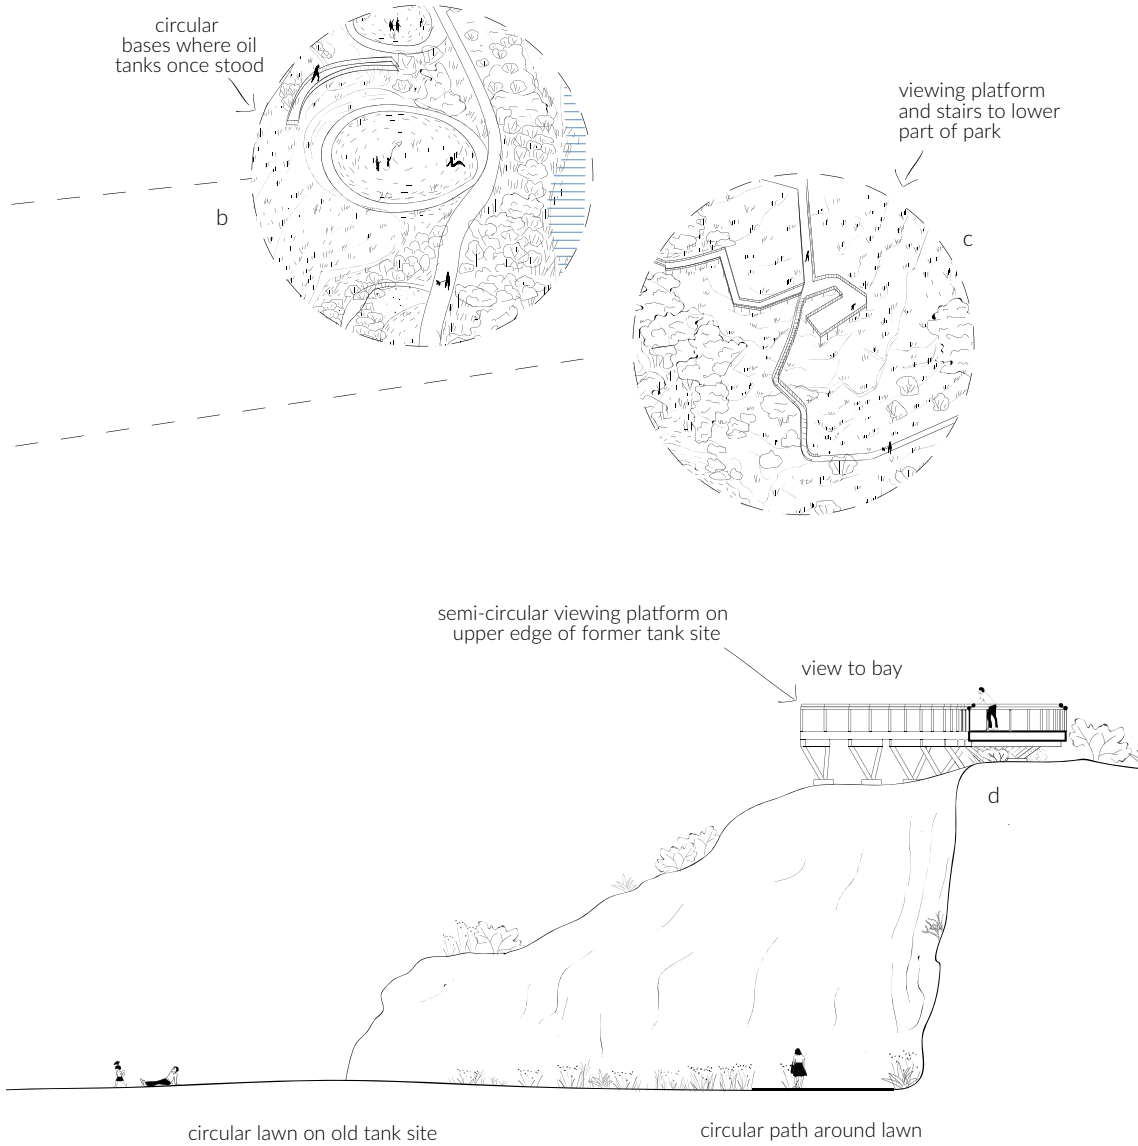 circular
bases where oil
tanks once stood
viewing platform
and stairs to lower
part of park
b
c
semi-circular viewing platform on
upper edge of former tank site
view to bay
d
circular lawn on old tank site
circular path around lawn